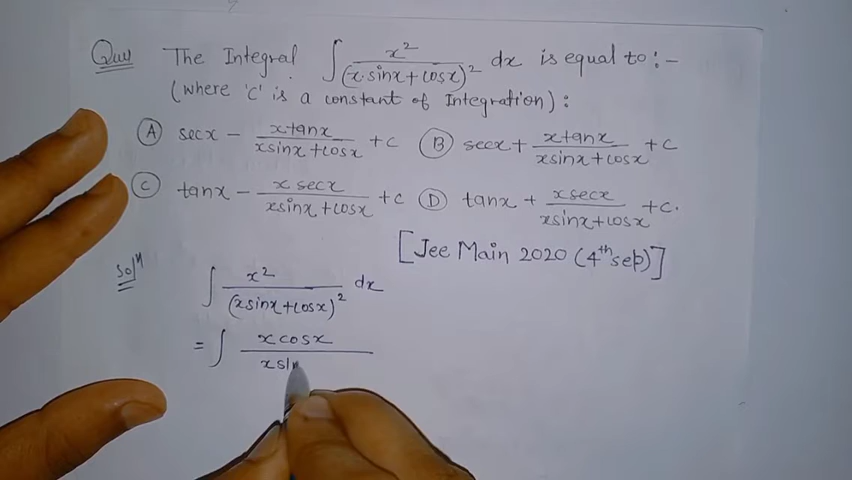 Que The Integral ∫ x² / (x·sinx + cosx)² dx is equal to :-
(where 'c' is a constant of Integration) :
(A) secx - xtanx / xsinx + cosx + c (B) secx + xtanx / xsinx + cosx + c
(C) tanx - x secx / xsinx + cosx + c (D) tanx + xsecx / xsinx + cosx + c.
[Jee Main 2020 (4th sep)]
Solⁿ ∫ x² / (xsinx + cosx)² dx
= ∫ x cosx / x sin